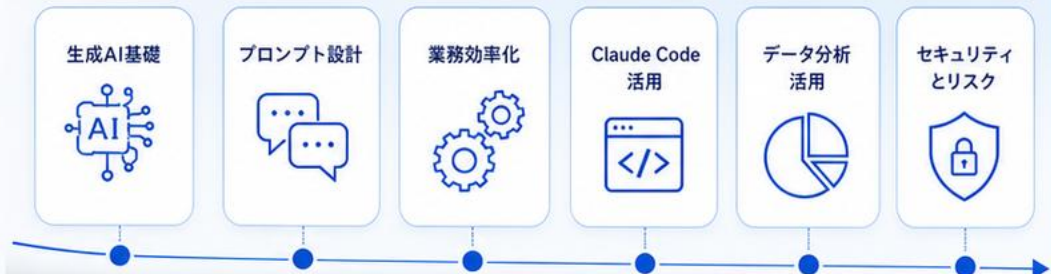 生成AI基礎
プロンプト設計
業務効率化
Claude Code
活用
データ分析
活用
セキュリティ
とリスク
AI